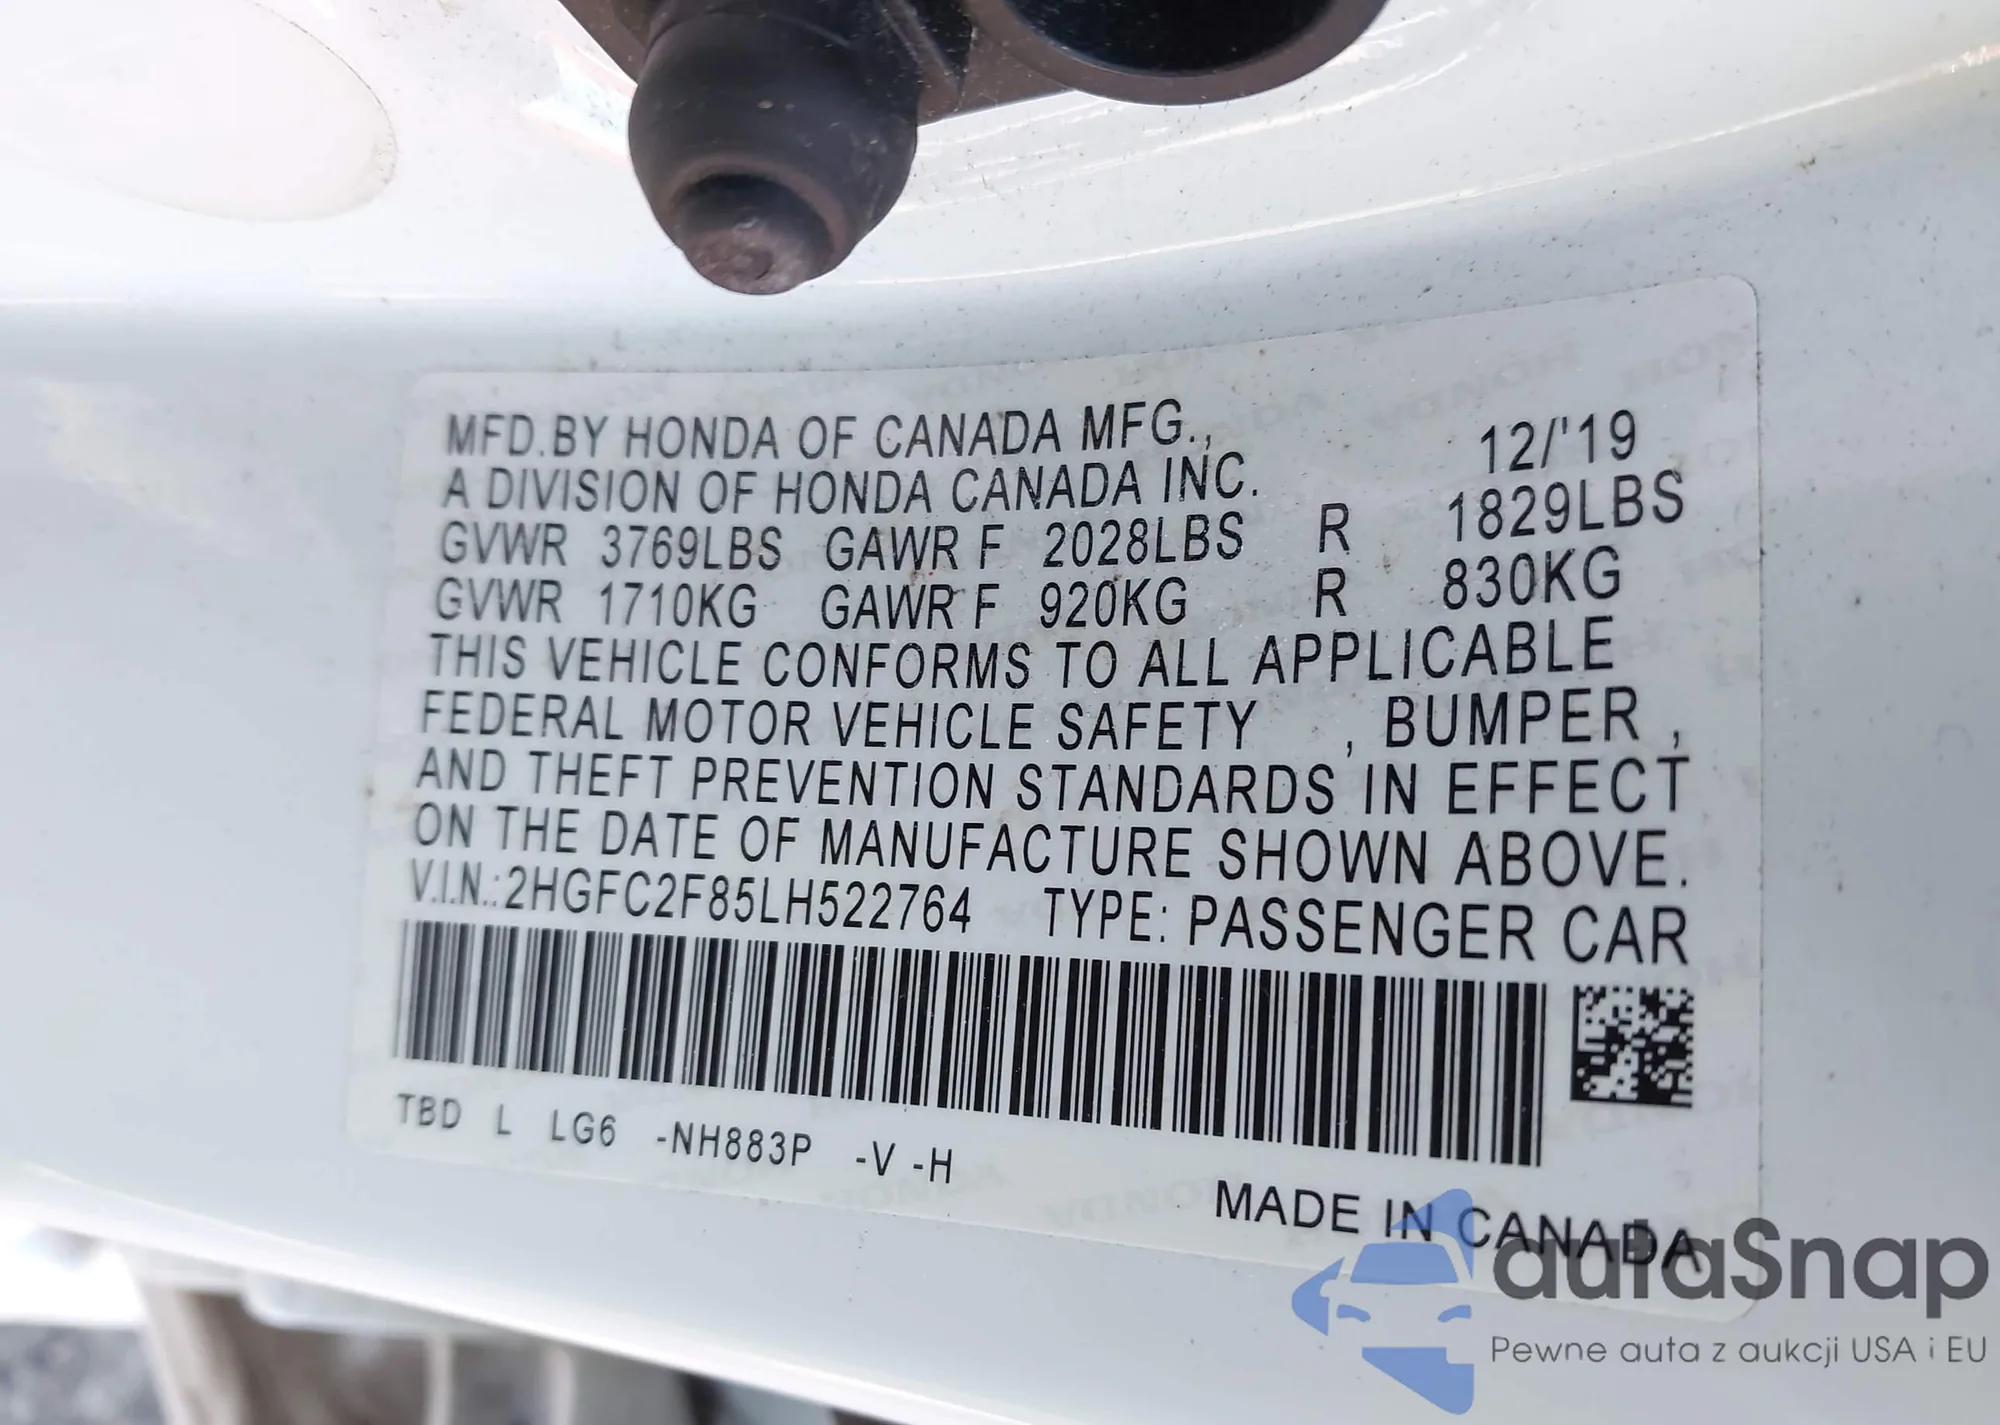 MFD.BY HONDA OF CANADA MFG., 12/'19
A DIVISION OF HONDA CANADA INC.
GVWR 3769LBS GAWR F 2028LBS R 1829LBS
GVWR 1710KG GAWR F 920KG R 830KG
THIS VEHICLE CONFORMS TO ALL APPLICABLE
FEDERAL MOTOR VEHICLE SAFETY , BUMPER ,
AND THEFT PREVENTION STANDARDS IN EFFECT
ON THE DATE OF MANUFACTURE SHOWN ABOVE.
V.I.N.:2HGFC2F85LH522764 TYPE: PASSENGER CAR
TBD L LG6 -NH883P -V -H
MADE IN CANADA
autaSnap
Pewne auta z aukcji USA i EU